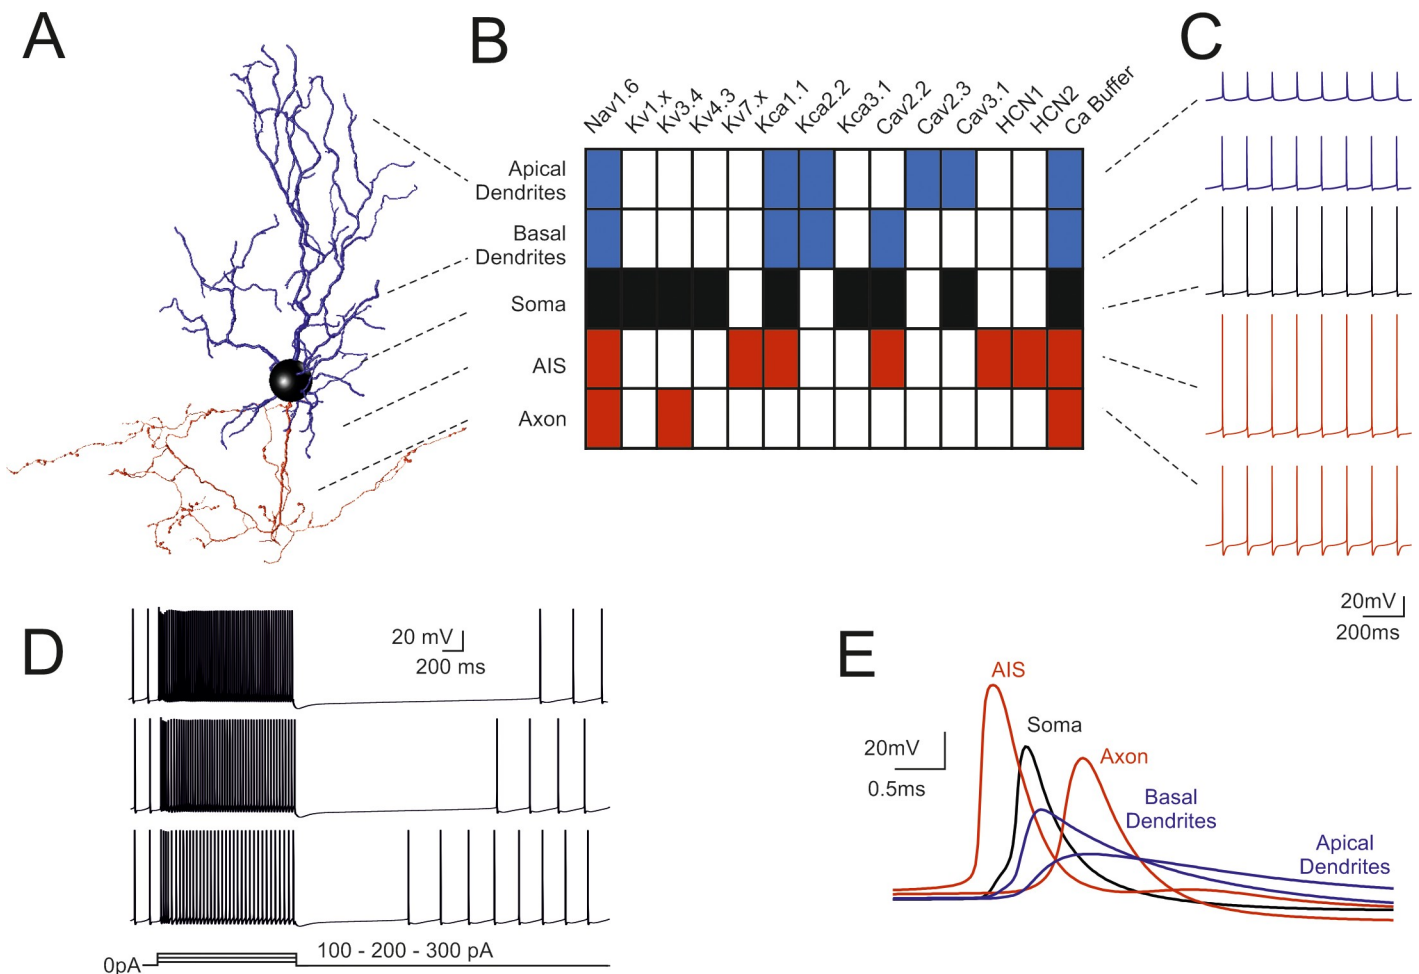 A
B
C
Nav1.6
Kv1.x
Kv3.4
Kv4.3
Kv7.x
Kca1.1
Kca2.2
Kca3.1
Cav2.2
Cav2.3
Cav3.1
HCN1
HCN2
Ca Buffer
Apical
Dendrites
Basal
Dendrites
Soma
AIS
Axon
20mV
200ms
D
20 mV
200 ms
0pA
100 - 200 - 300 pA
E
AIS
Soma
Axon
20mV
0.5ms
Basal
Dendrites
Apical
Dendrites